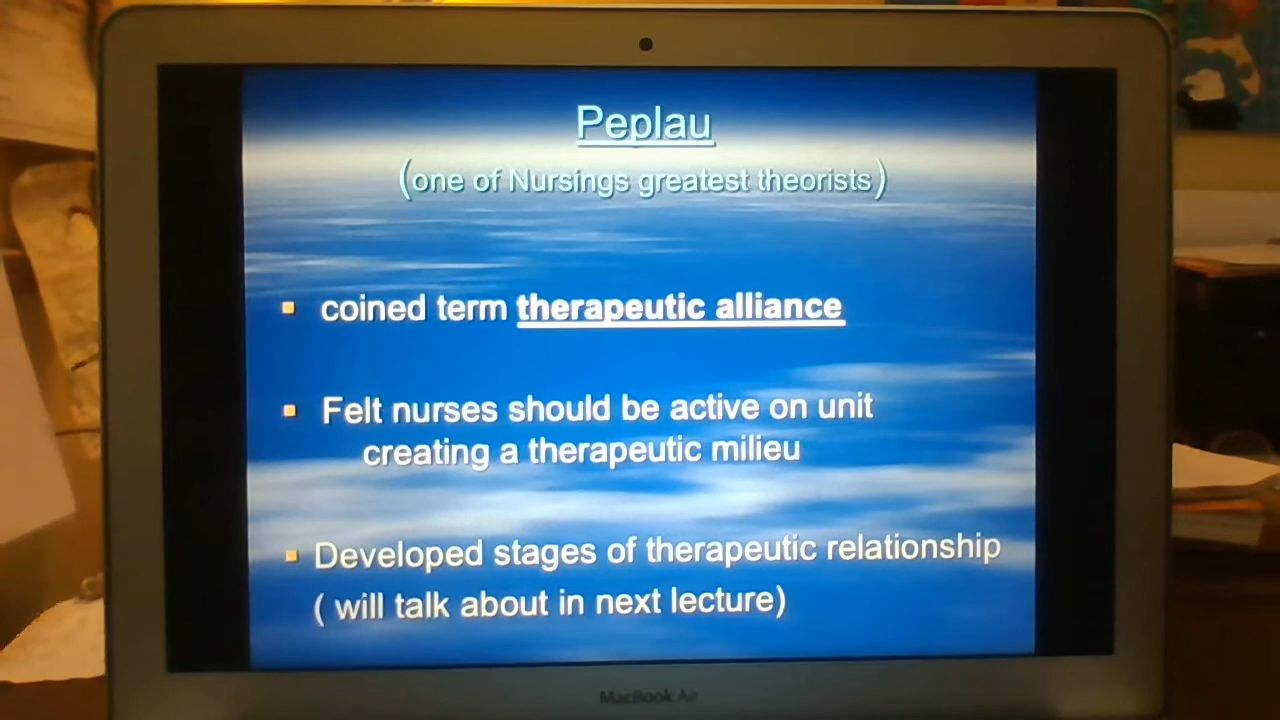 Peplau
(one of Nursings greatest theorists)
▪ coined term therapeutic alliance
▪ Felt nurses should be active on unit
creating a therapeutic milieu
▪ Developed stages of therapeutic relationship
( will talk about in next lecture)
MacBook Air